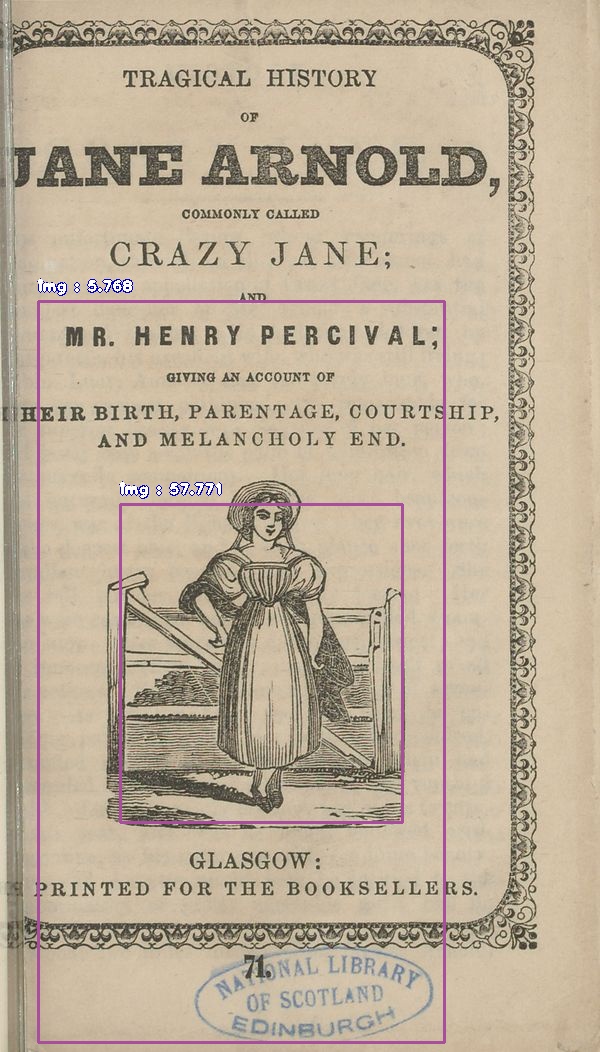 TRAGICAL HISTORY
OF
JANE ARNOLD,
COMMONLY CALLED
CRAZY JANE;
AND
MR. HENRY PERCIVAL;
GIVING AN ACCOUNT OF
THEIR BIRTH, PARENTAGE, COURTSHIP,
AND MELANCHOLY END.
GLASGOW:
PRINTED FOR THE BOOKSELLERS.
71.
NATIONAL LIBRARY
OF SCOTLAND
EDINBURGH
img : 5.768
img : 57.771